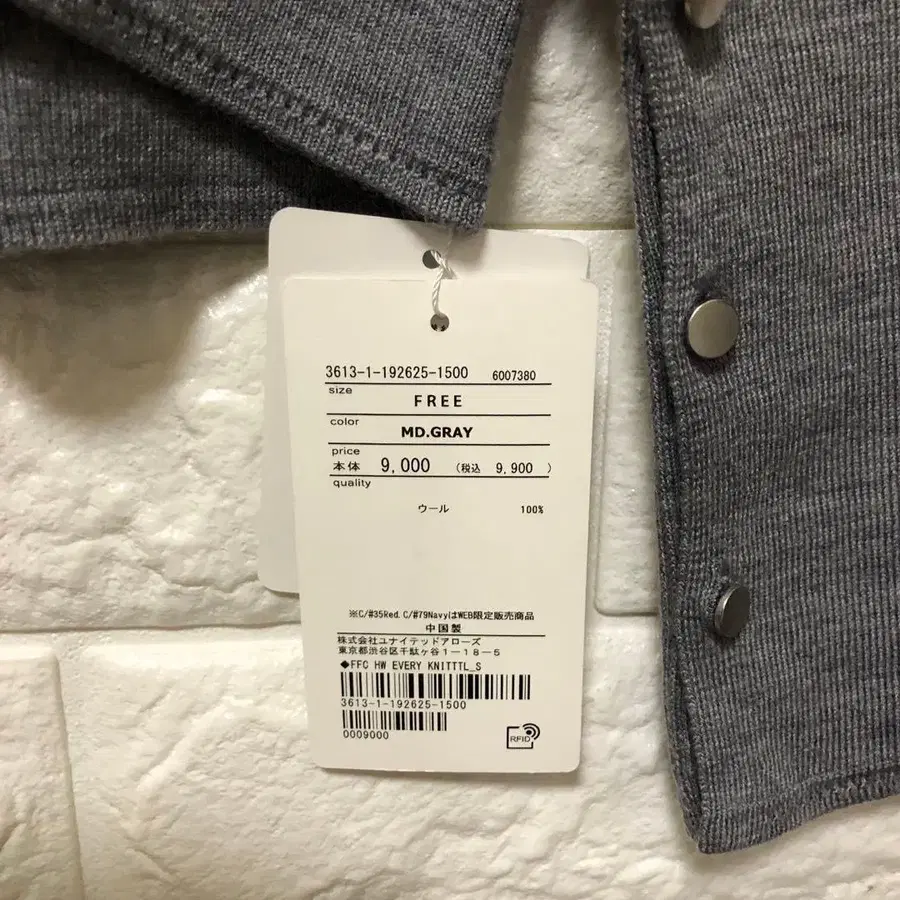 3613-1-192625-1500 6007380
size
FREE
color
MD.GRAY
price
本体 9,000 (税込 9,900 )
quality
ウール 100%
※C/#35Red. C/#79NavyはWEB限定販売商品
中国製
株式会社ユナイテッドアローズ
東京都渋谷区千駄ヶ谷1-18-5
◆FFC HW EVERY KNITTTL_S
3613-1-192625-1500
0009000
RFID